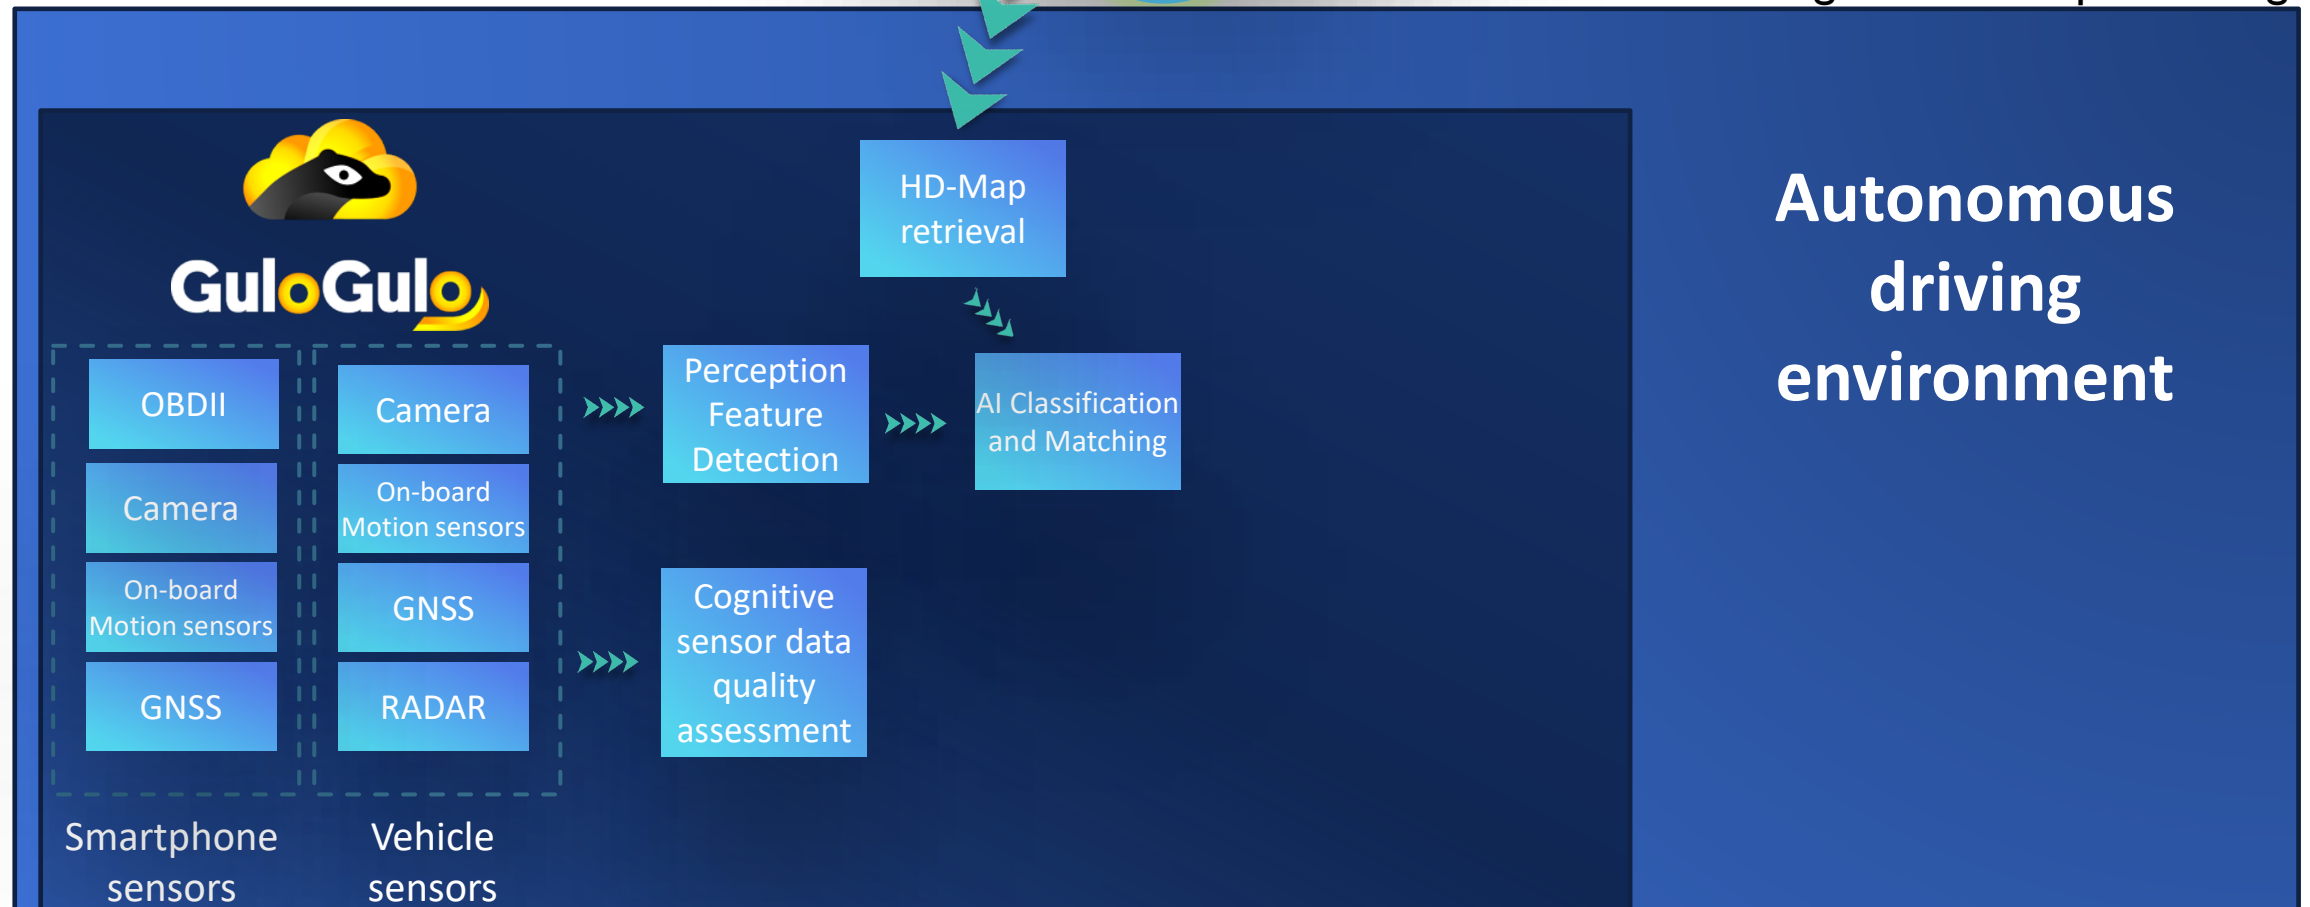 GuloGulo
HD-Map
retrieval
Autonomous
driving
environment
OBDII
Camera
On-board
Motion sensors
GNSS
Smartphone
sensors
Camera
On-board
Motion sensors
GNSS
RADAR
Vehicle
sensors
Perception
Feature
Detection
AI Classification
and Matching
Cognitive
sensor data
quality
assessment